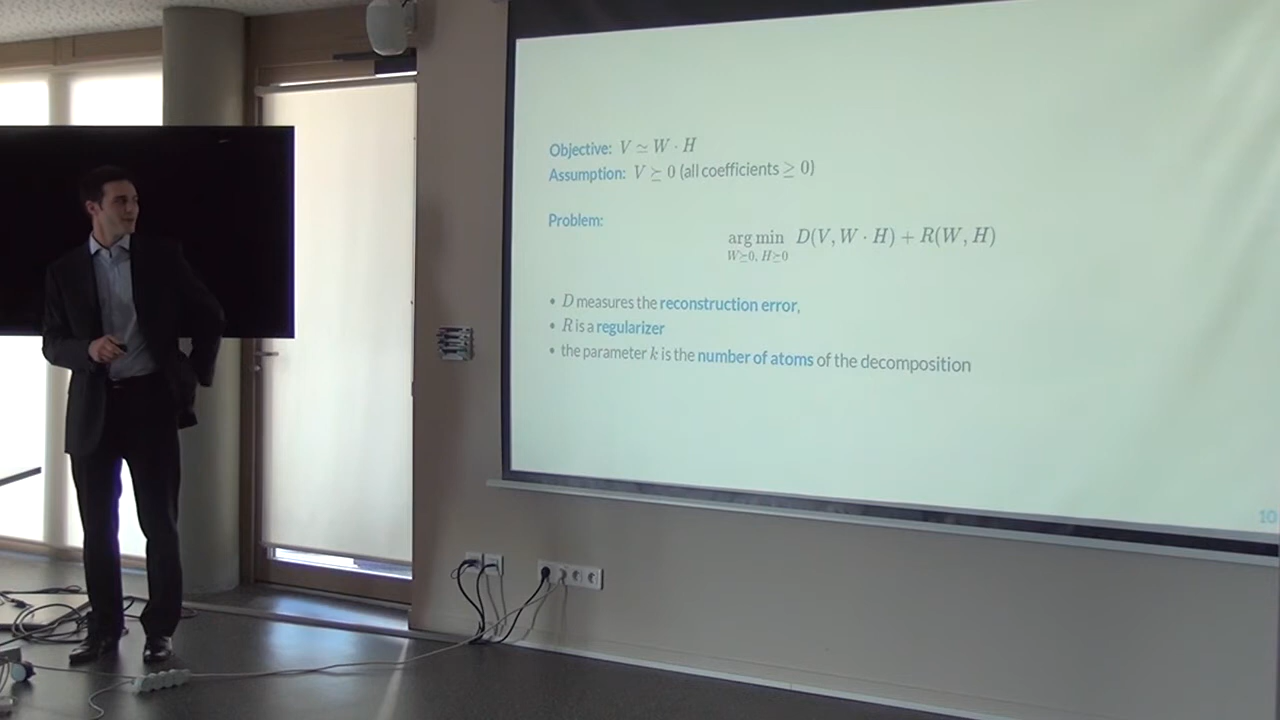 Objective: V ≃ W · H
Assumption: V ⪰ 0 (all coefficients ≥ 0)
Problem:
arg min D(V, W · H) + R(W, H)
W⪰0, H⪰0
• D measures the reconstruction error,
• R is a regularizer
• the parameter k is the number of atoms of the decomposition
10